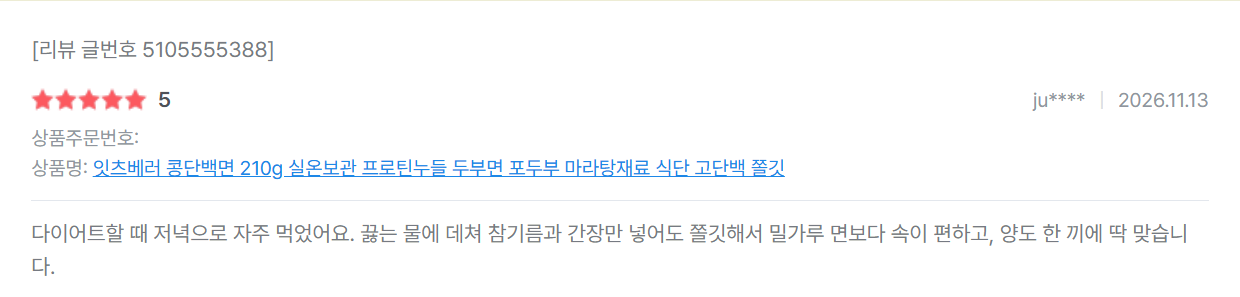 [리뷰 글번호 5105555388]
5
ju**** | 2026.11.13
상품주문번호:
상품명: 잇츠베러 콩단백면 210g 실온보관 프로틴누들 두부면 포두부 마라탕재료 식단 고단백 쫄깃
다이어트할 때 저녁으로 자주 먹었어요. 끓는 물에 데쳐 참기름과 간장만 넣어도 쫄깃해서 밀가루 면보다 속이 편하고, 양도 한 끼에 딱 맞습니
다.